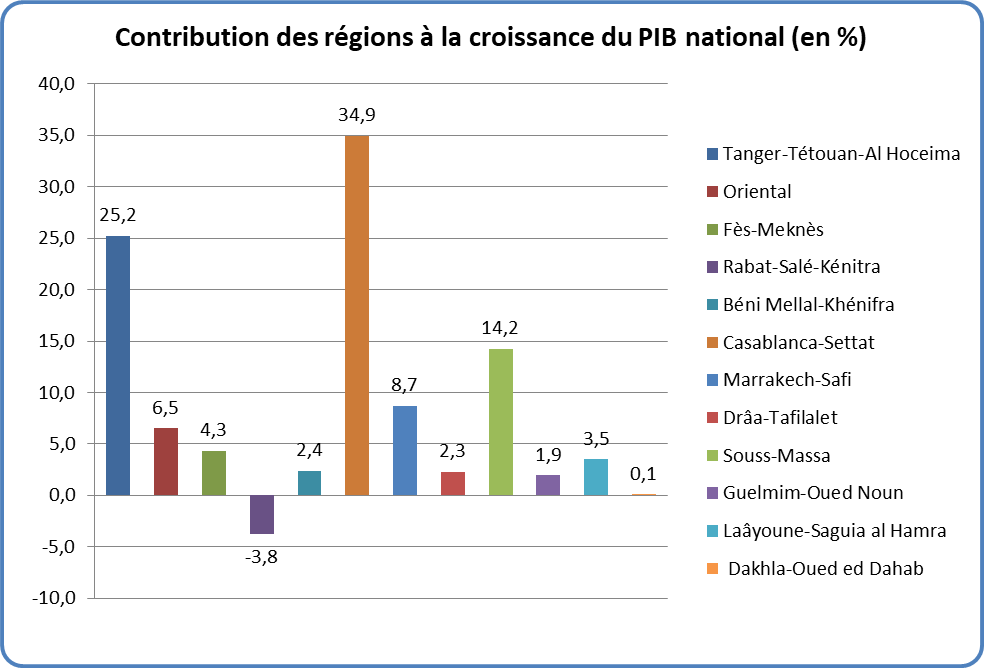 Contribution des régions à la croissance du PIB national (en %)
40,0
35,0
30,0
25,0
20,0
15,0
10,0
5,0
0,0
-5,0
-10,0
25,2
6,5
4,3
-3,8
2,4
34,9
8,7
2,3
14,2
1,9
3,5
0,1
Tanger-Tétouan-Al Hoceima
Oriental
Fès-Meknès
Rabat-Salé-Kénitra
Béni Mellal-Khénifra
Casablanca-Settat
Marrakech-Safi
Drâa-Tafilalet
Souss-Massa
Guelmim-Oued Noun
Laâyoune-Saguia al Hamra
Dakhla-Oued ed Dahab